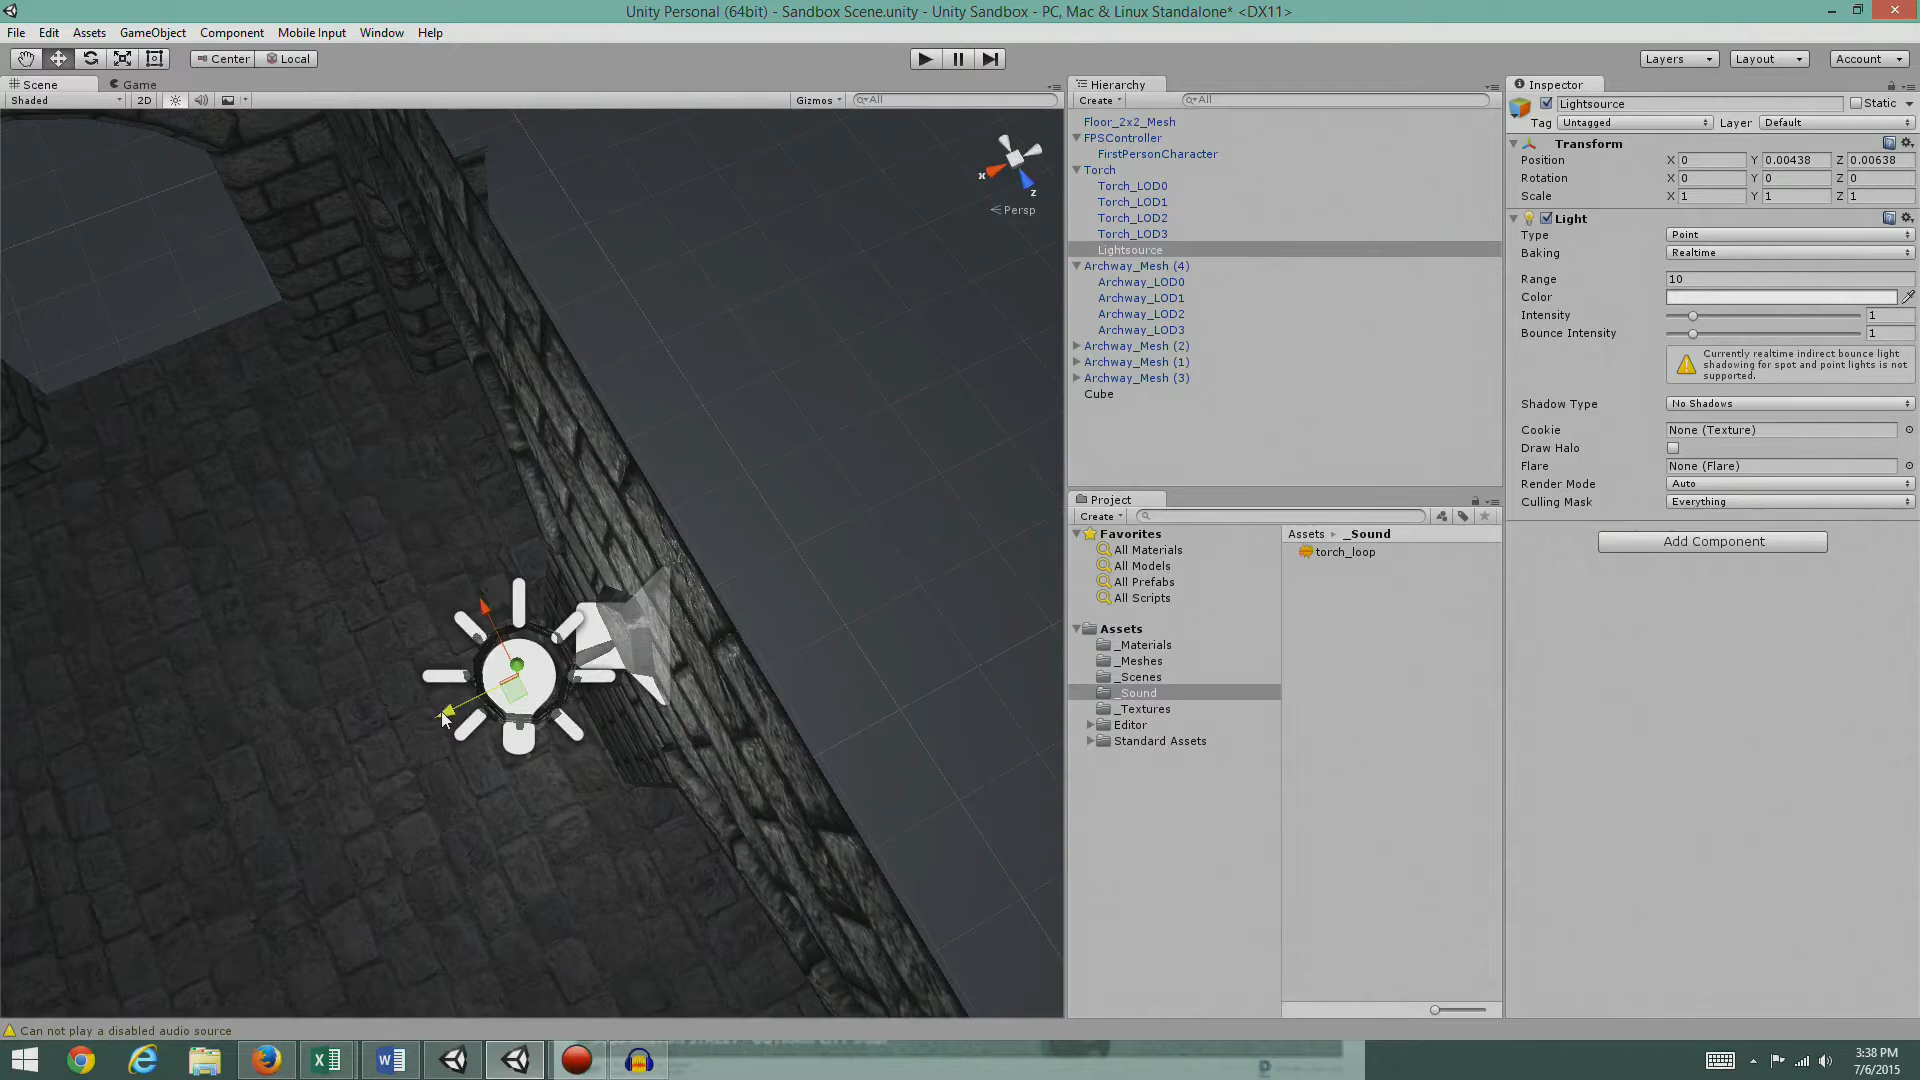 Unity Personal (64bit) - Sandbox Scene.unity - Unity Sandbox - PC, Mac & Linux Standalone* <DX11>
File Edit Assets GameObject Component Mobile Input Window Help
Center Local
Layers Layout Account
Scene Game
Shaded 2D Gizmos All
x
z
Persp
Hierarchy
Create All
Floor_2x2_Mesh
FPSController
FirstPersonCharacter
Torch
Torch_LOD0
Torch_LOD1
Torch_LOD2
Torch_LOD3
Lightsource
Archway_Mesh (4)
Archway_LOD0
Archway_LOD1
Archway_LOD2
Archway_LOD3
Archway_Mesh (2)
Archway_Mesh (1)
Archway_Mesh (3)
Cube
Project
Create
Favorites
All Materials
All Models
All Prefabs
All Scripts
Assets
_Materials
_Meshes
_Scenes
_Sound
_Textures
Editor
Standard Assets
Assets _Sound
torch_loop
Inspector
Lightsource Static
Tag Untagged Layer Default
Transform
Position X 0 Y 0.00438 Z 0.00638
Rotation X 0 Y 0 Z 0
Scale X 1 Y 1 Z 1
Light
Type Point
Baking Realtime
Range 10
Color
Intensity 1
Bounce Intensity 1
Currently realtime indirect bounce light
shadowing for spot and point lights is not
supported.
Shadow Type No Shadows
Cookie None (Texture)
Draw Halo
Flare None (Flare)
Render Mode Auto
Culling Mask Everything
Add Component
Can not play a disabled audio source
3:38 PM
7/6/2015